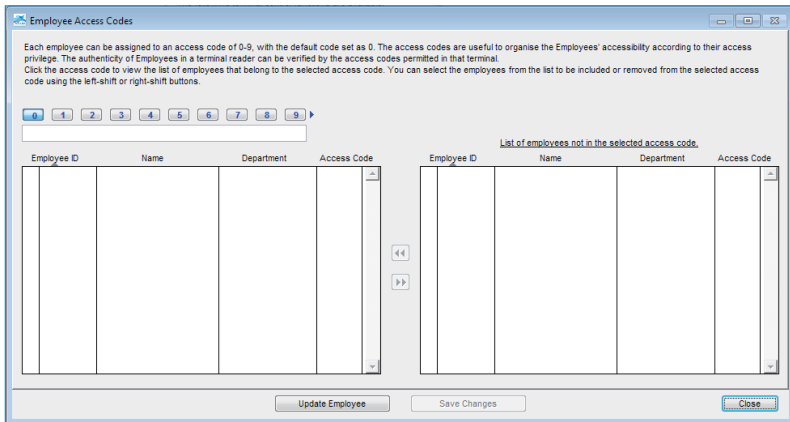 Employee Access Codes
Each employee can be assigned to an access code of 0-9, with the default code set as 0. The access codes are useful to organise the Employees' accessibility according to their access
privilege. The authenticity of Employees in a terminal reader can be verified by the access codes permitted in that terminal.
Click the access code to view the list of employees that belong to the selected access code. You can select the employees from the list to be included or removed from the selected access
code using the left-shift or right-shift buttons.
0 1 2 3 4 5 6 7 8 9
List of employees not in the selected access code.
Employee ID Name Department Access Code Employee ID Name Department Access Code
Update Employee Save Changes Close